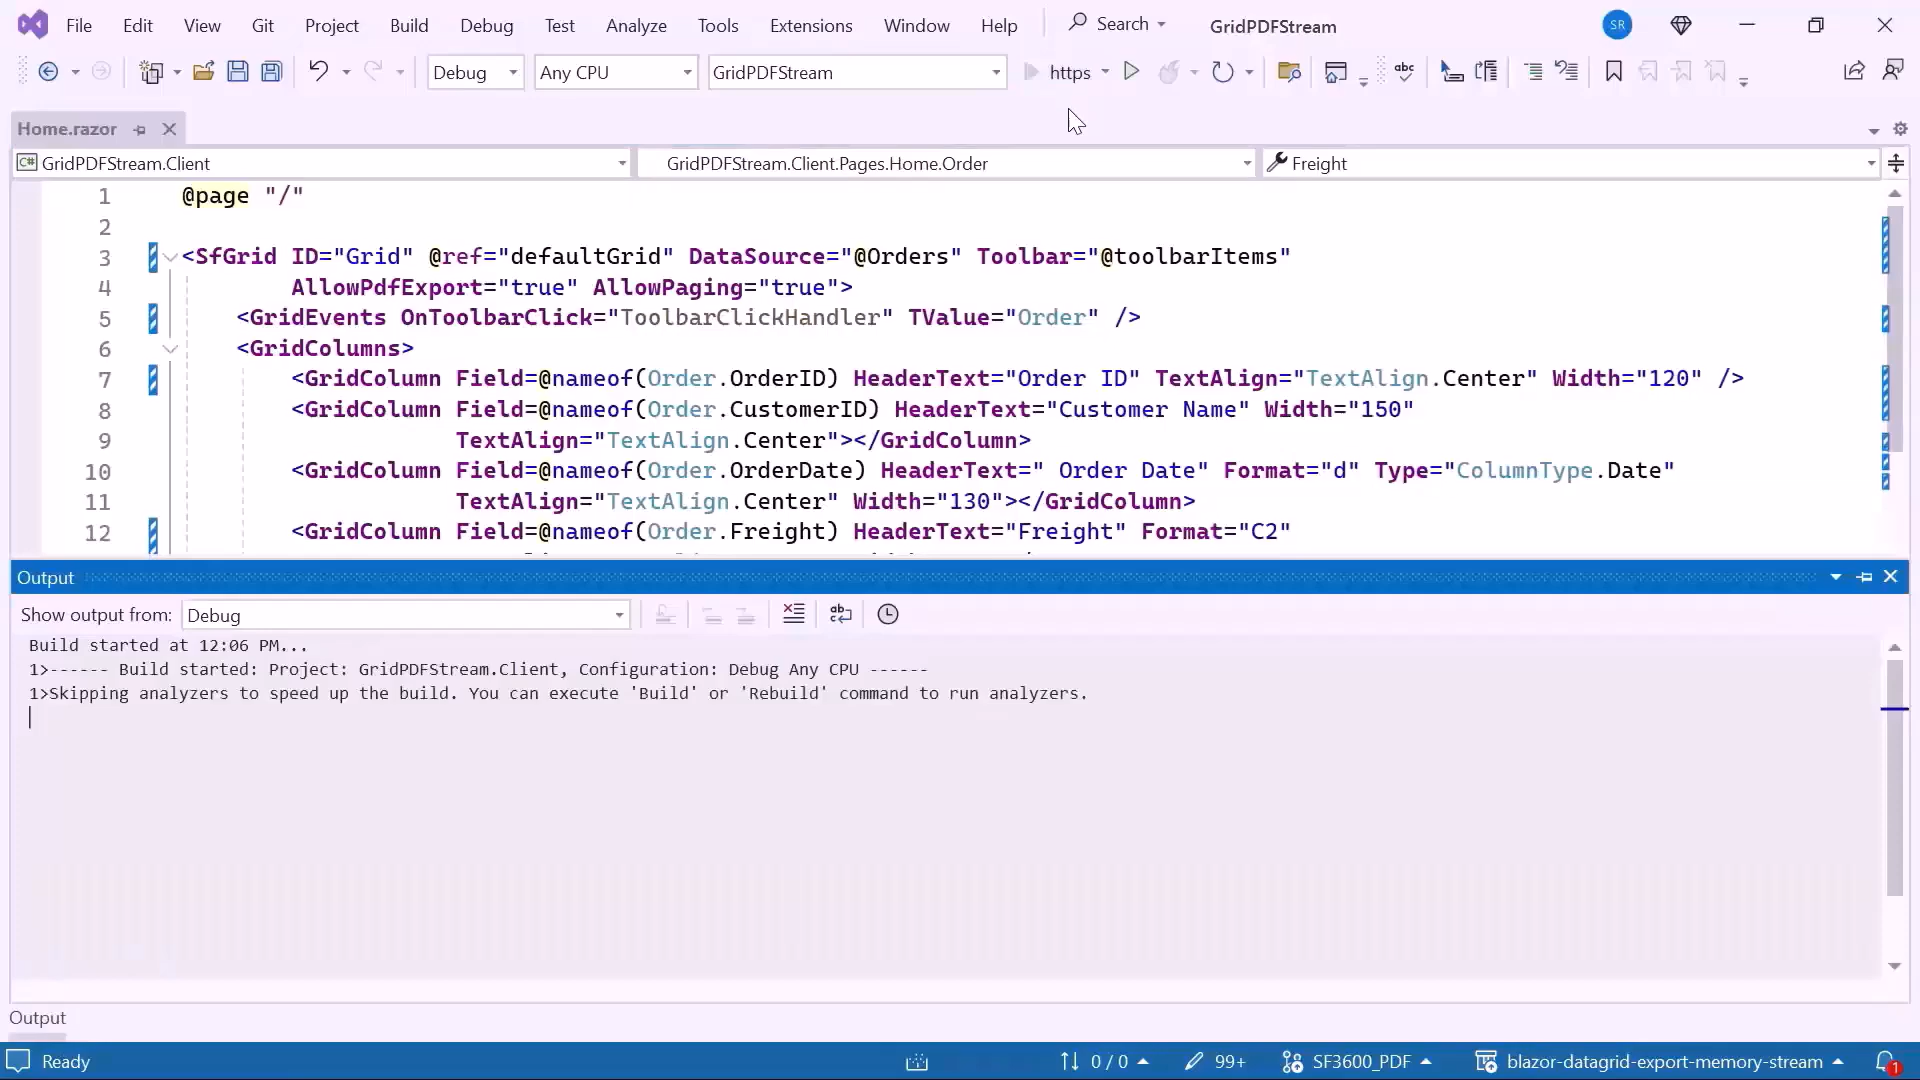 File Edit View Git Project Build Debug Test Analyze Tools Extensions Window Help Search GridPDFStream SR
Debug Any CPU GridPDFStream https abc
Home.razor
C# GridPDFStream.Client GridPDFStream.Client.Pages.Home.Order Freight
1 @page "/"
2
3 <SfGrid ID="Grid" @ref="defaultGrid" DataSource="@Orders" Toolbar="@toolbarItems"
4 AllowPdfExport="true" AllowPaging="true">
5 <GridEvents OnToolbarClick="ToolbarClickHandler" TValue="Order" />
6 <GridColumns>
7 <GridColumn Field=@nameof(Order.OrderID) HeaderText="Order ID" TextAlign="TextAlign.Center" Width="120" />
8 <GridColumn Field=@nameof(Order.CustomerID) HeaderText="Customer Name" Width="150"
9 TextAlign="TextAlign.Center"></GridColumn>
10 <GridColumn Field=@nameof(Order.OrderDate) HeaderText=" Order Date" Format="d" Type="ColumnType.Date"
11 TextAlign="TextAlign.Center" Width="130"></GridColumn>
12 <GridColumn Field=@nameof(Order.Freight) HeaderText="Freight" Format="C2"
Output
Show output from: Debug ab
Build started at 12:06 PM...
1>------ Build started: Project: GridPDFStream.Client, Configuration: Debug Any CPU ------
1>Skipping analyzers to speed up the build. You can execute 'Build' or 'Rebuild' command to run analyzers.
Output
Ready 0 / 0 99+ SF3600_PDF blazor-datagrid-export-memory-stream 1